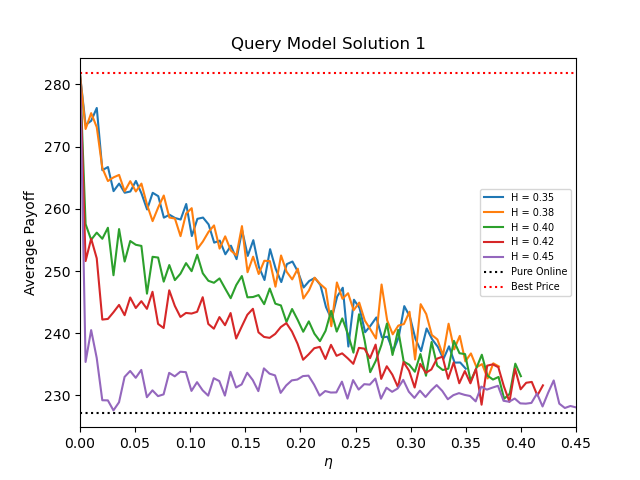 Query Model Solution 1
Average Payoff
280
270
260
250
240
230
H = 0.35
H = 0.38
H = 0.40
H = 0.42
H = 0.45
Pure Online
Best Price
0.00 0.05 0.10 0.15 0.20 0.25 0.30 0.35 0.40 0.45
η